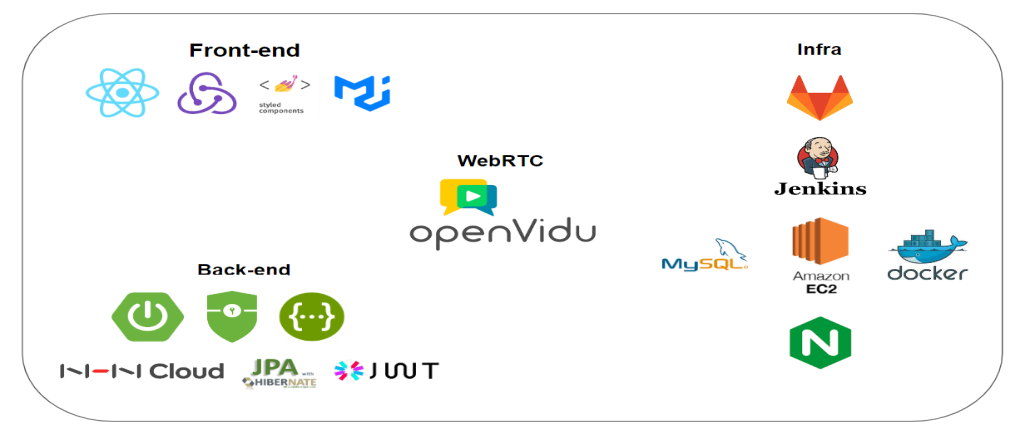 Front-end
< >
styled
components
Infra
Jenkins
WebRTC
openVidu
MySQL
Amazon
EC2
docker
Back-end
{...}
NHN Cloud
JPA with
HIBERNATE
JWT
N